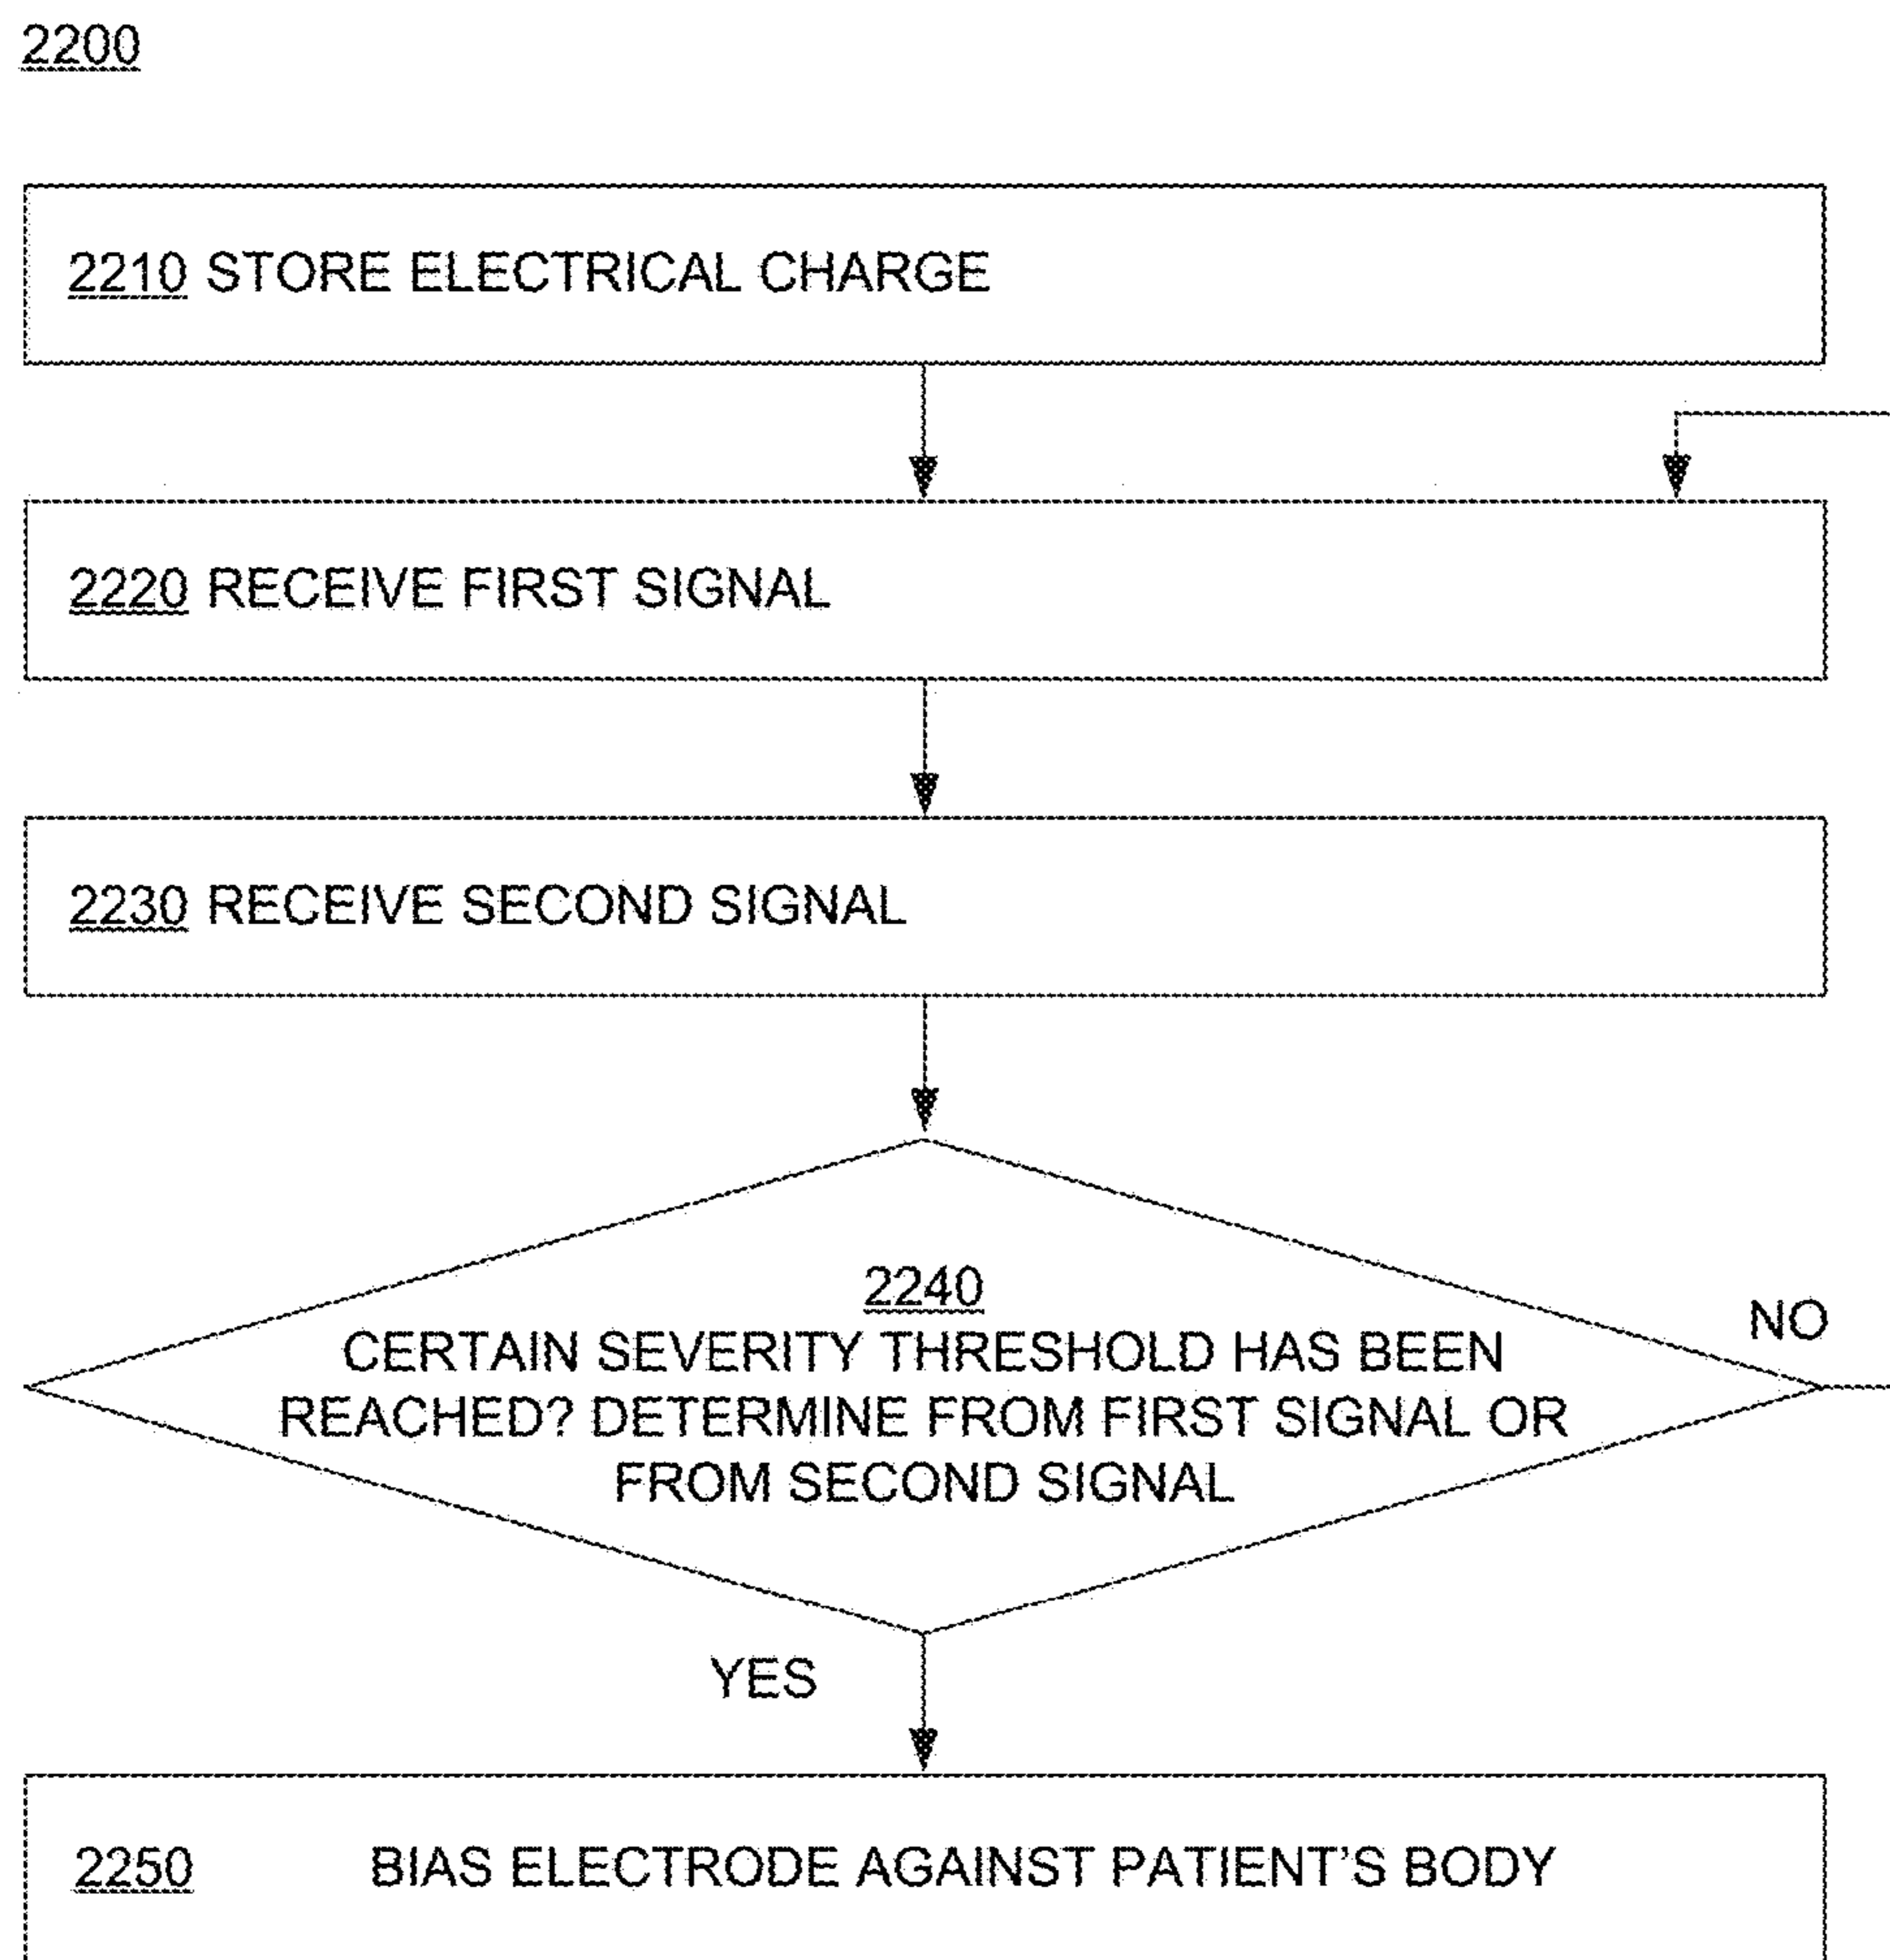 2200
2210 STORE ELECTRICAL CHARGE
2220 RECEIVE FIRST SIGNAL
2230 RECEIVE SECOND SIGNAL
2240
CERTAIN SEVERITY THRESHOLD HAS BEEN
REACHED? DETERMINE FROM FIRST SIGNAL OR
FROM SECOND SIGNAL
NO
YES
2250 BIAS ELECTRODE AGAINST PATIENT'S BODY